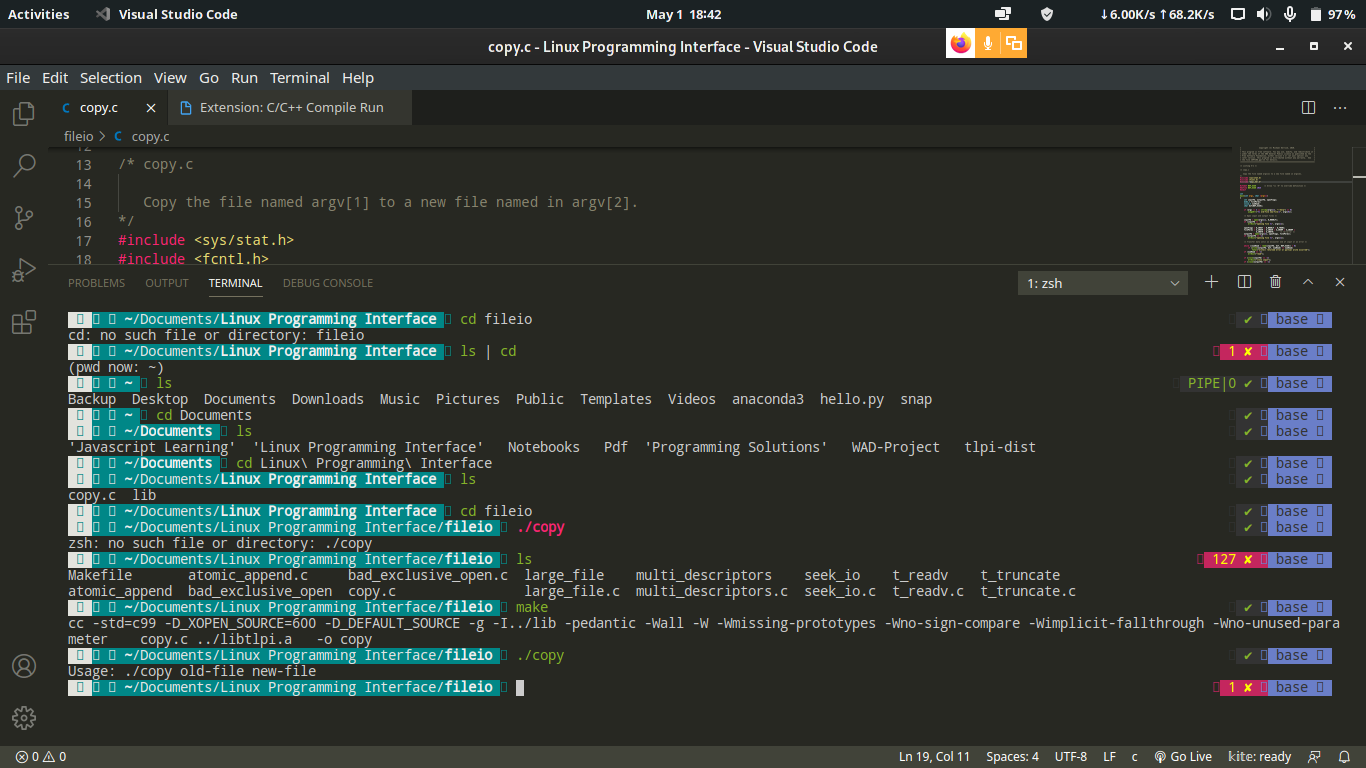 Activities Visual Studio Code May 1 18:42 ↓6.00K/s ↑68.2K/s 97%
copy.c - Linux Programming Interface - Visual Studio Code
File Edit Selection View Go Run Terminal Help
copy.c Extension: C/C++ Compile Run
fileio > copy.c
12
13 /* copy.c
14
15 Copy the file named argv[1] to a new file named in argv[2].
16 */
17 #include <sys/stat.h>
18 #include <fcntl.h>
PROBLEMS OUTPUT TERMINAL DEBUG CONSOLE 1: zsh
~/Documents/Linux Programming Interface cd fileio ✔ base
cd: no such file or directory: fileio
~/Documents/Linux Programming Interface ls | cd 1 ✘ base
(pwd now: ~)
~ ls PIPE|0 ✔ base
Backup Desktop Documents Downloads Music Pictures Public Templates Videos anaconda3 hello.py snap
~ cd Documents ✔ base
~/Documents ls ✔ base
'Javascript Learning' 'Linux Programming Interface' Notebooks Pdf 'Programming Solutions' WAD-Project tlpi-dist
~/Documents cd Linux\ Programming\ Interface ✔ base
~/Documents/Linux Programming Interface ls ✔ base
copy.c lib
~/Documents/Linux Programming Interface cd fileio ✔ base
~/Documents/Linux Programming Interface/fileio ./copy ✔ base
zsh: no such file or directory: ./copy
~/Documents/Linux Programming Interface/fileio ls 127 ✘ base
Makefile atomic_append.c bad_exclusive_open.c large_file multi_descriptors seek_io t_readv t_truncate
atomic_append bad_exclusive_open copy.c large_file.c multi_descriptors.c seek_io.c t_readv.c t_truncate.c
~/Documents/Linux Programming Interface/fileio make ✔ base
cc -std=c99 -D_XOPEN_SOURCE=600 -D_DEFAULT_SOURCE -g -I../lib -pedantic -Wall -W -Wmissing-prototypes -Wno-sign-compare -Wimplicit-fallthrough -Wno-unused-para
meter copy.c ../libtlpi.a -o copy
~/Documents/Linux Programming Interface/fileio ./copy ✔ base
Usage: ./copy old-file new-file
~/Documents/Linux Programming Interface/fileio 1 ✘ base
0 0 Ln 19, Col 11 Spaces: 4 UTF-8 LF c Go Live kite: ready